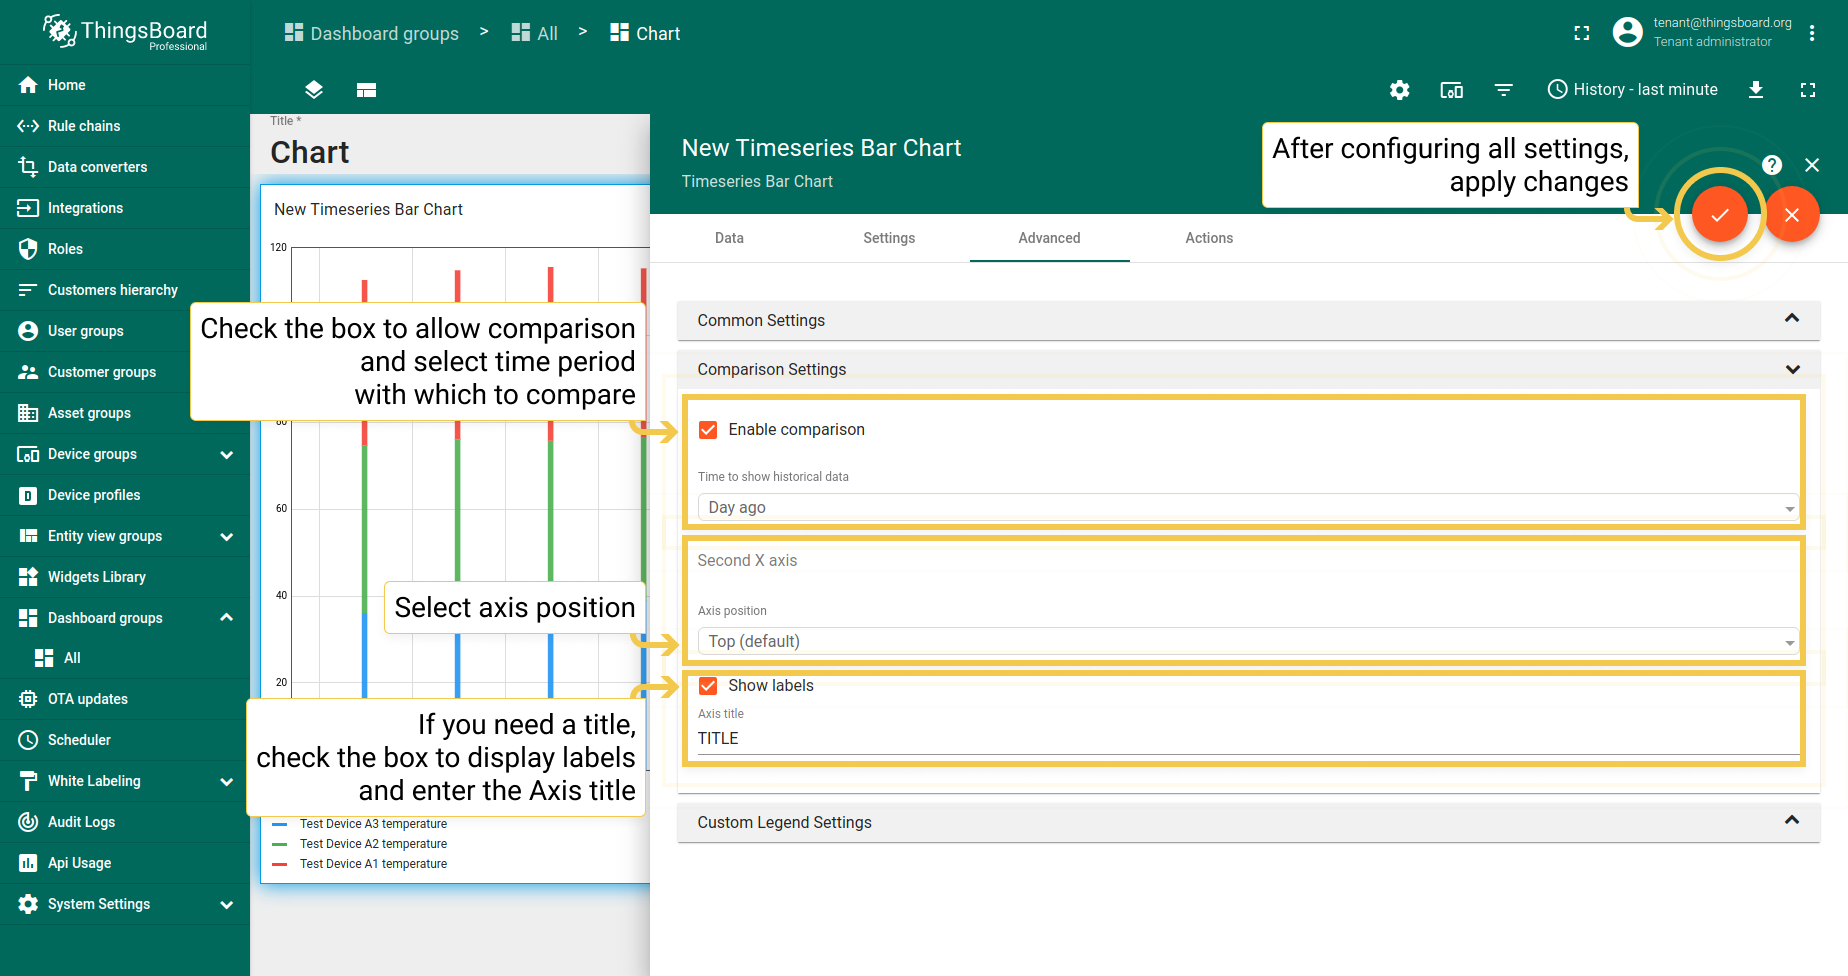 ThingsBoard
Professional
Dashboard groups > All > Chart
tenant@thingsboard.org
Tenant administrator
Home
Rule chains
Data converters
Integrations
Roles
Customers hierarchy
User groups
Customer groups
Asset groups
Device groups
Device profiles
Entity view groups
Widgets Library
Dashboard groups
All
OTA updates
Scheduler
White Labeling
Audit Logs
Api Usage
System Settings
History - last minute
Title *
Chart
New Timeseries Bar Chart
120
80
60
40
20
Test Device A3 temperature
Test Device A2 temperature
Test Device A1 temperature
Check the box to allow comparison
and select time period
with which to compare
Select axis position
If you need a title,
check the box to display labels
and enter the Axis title
New Timeseries Bar Chart
Timeseries Bar Chart
After configuring all settings,
apply changes
Data
Settings
Advanced
Actions
Common Settings
Comparison Settings
Enable comparison
Time to show historical data
Day ago
Second X axis
Axis position
Top (default)
Show labels
Axis title
TITLE
Custom Legend Settings